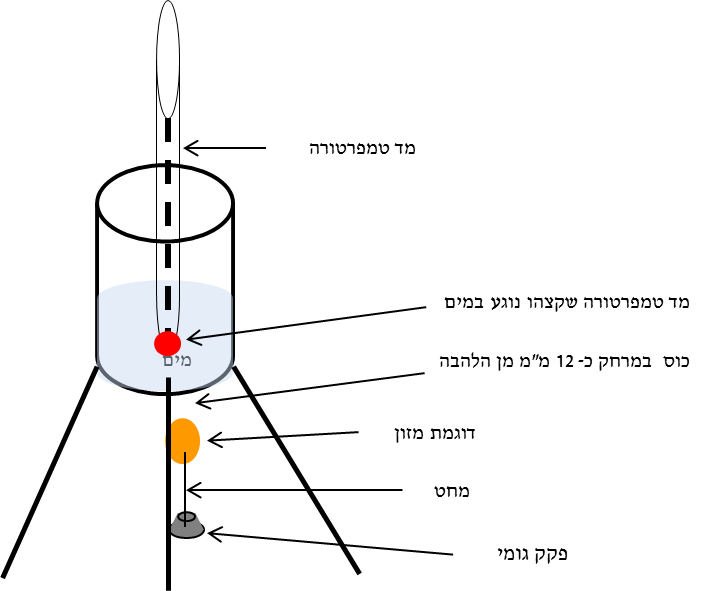 מד טמפרטורה
מד טמפרטורה שקצהו נוגע במים
מים
כוס במרחק כ- 12 מ"מ מן הלהבה
דוגמת מזון
מחט
פקק גומי